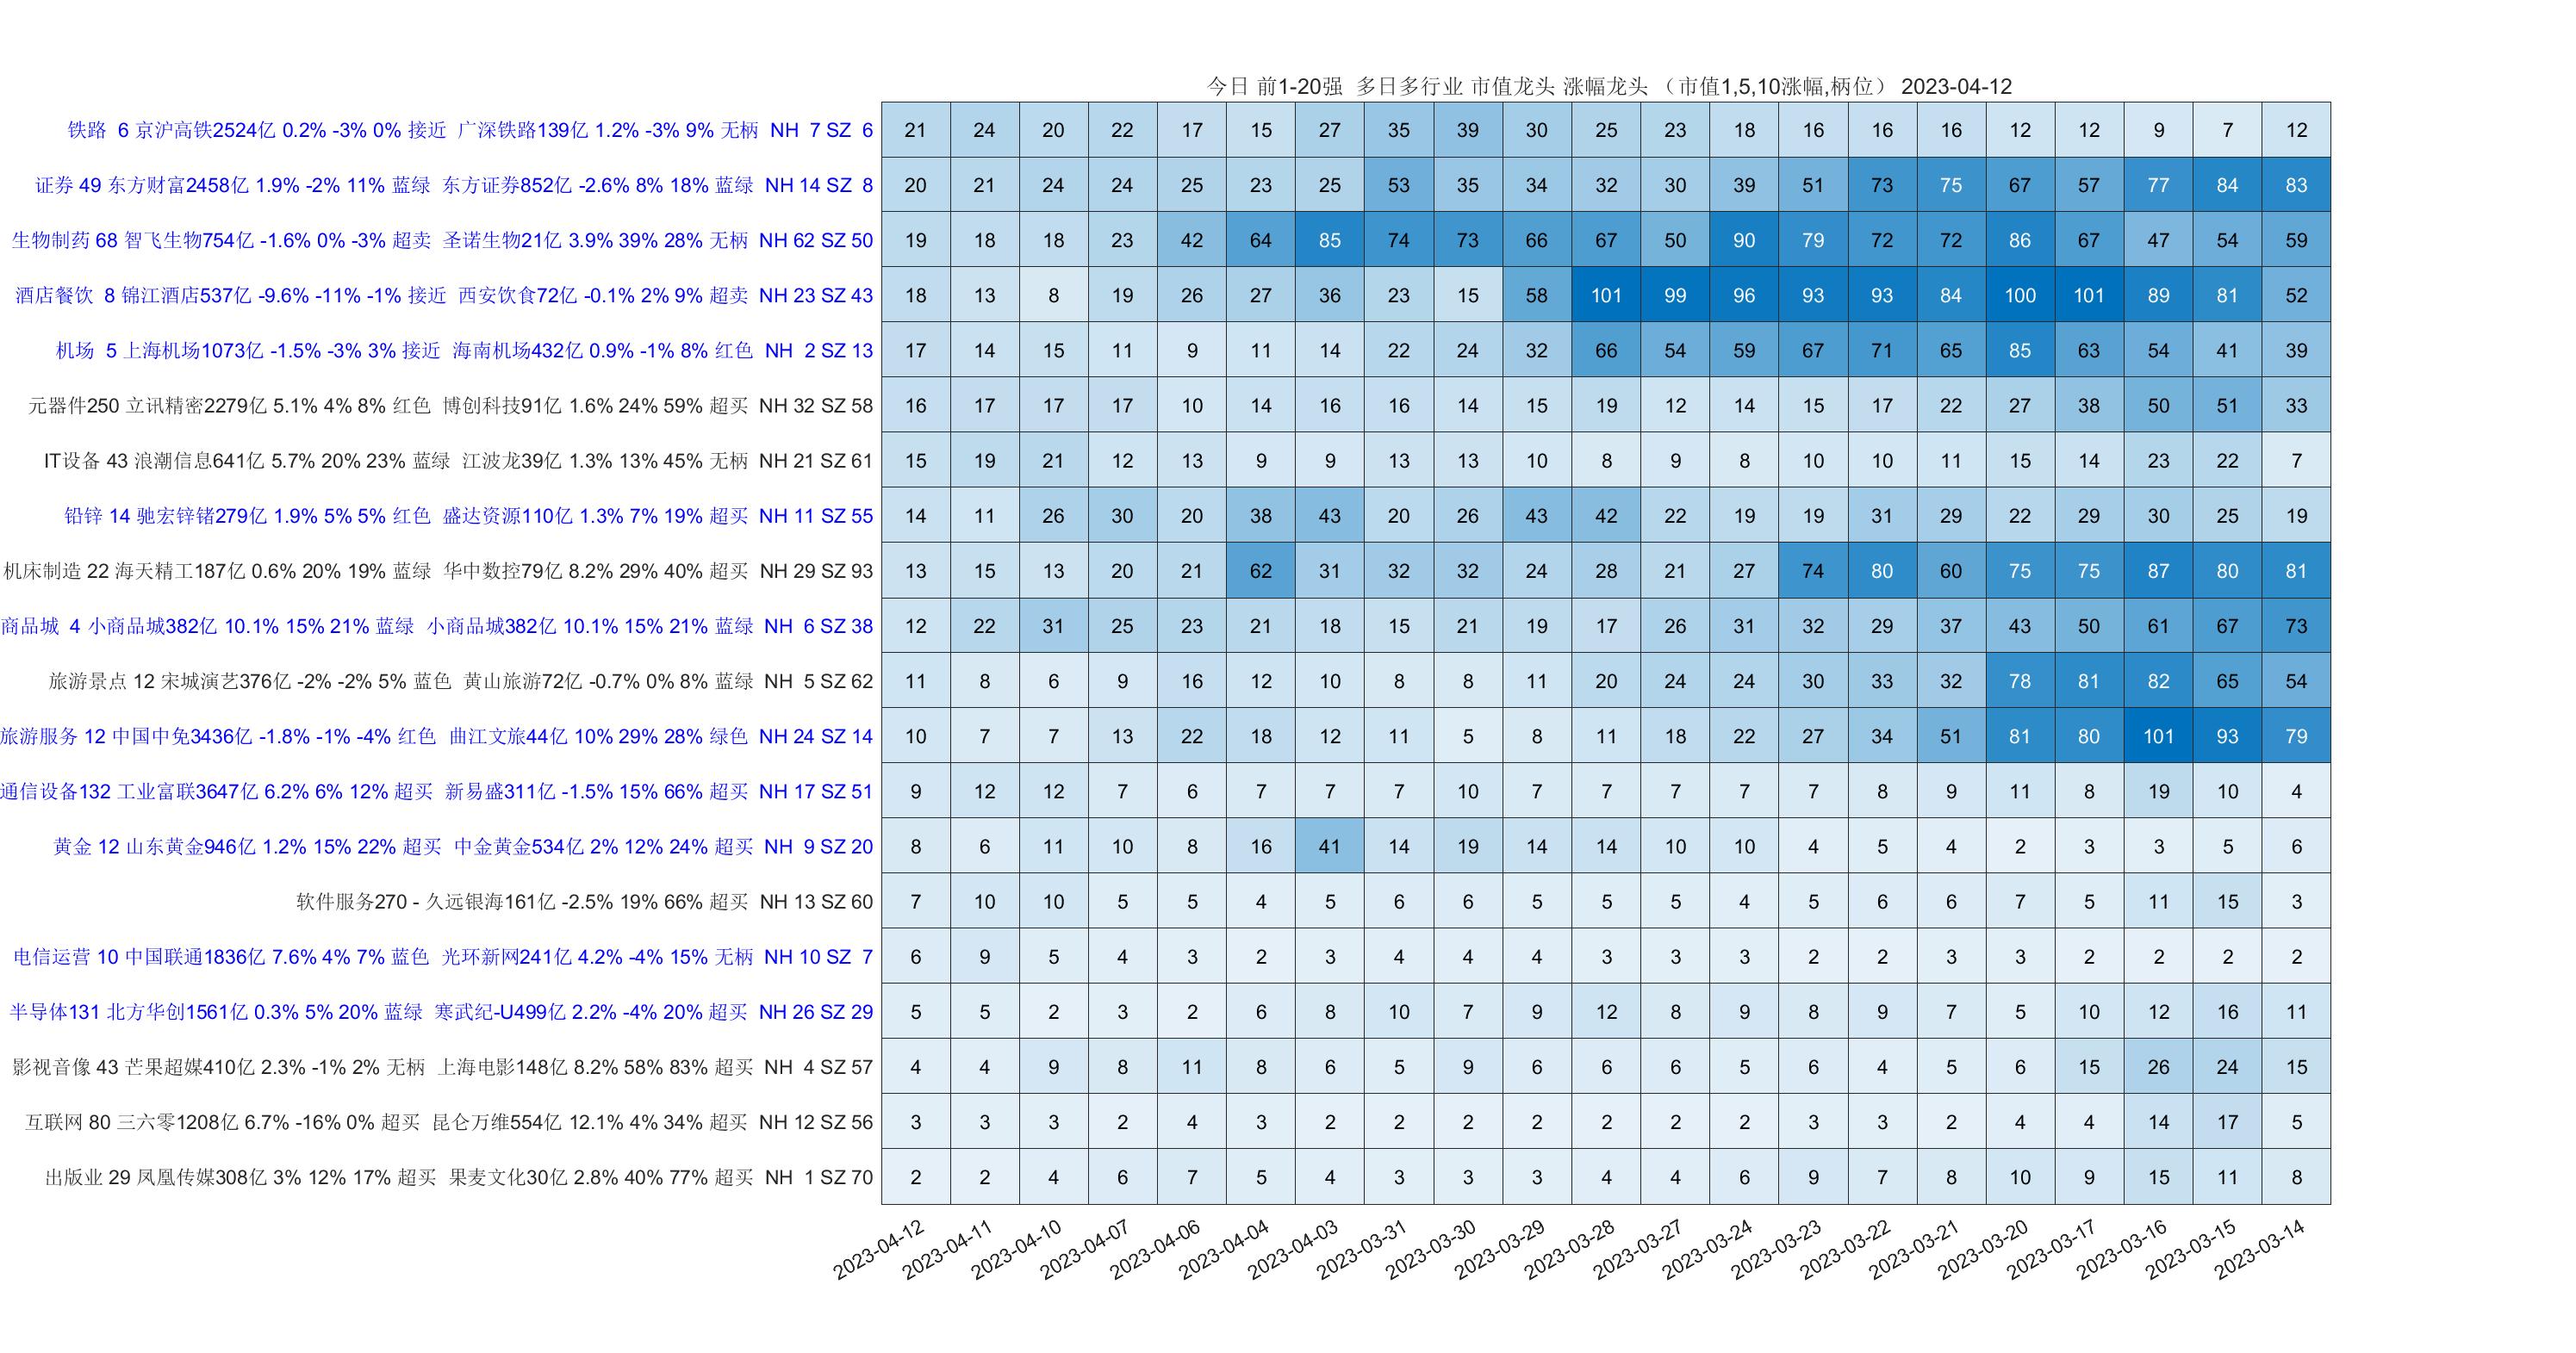 今日 前1-20强 多日多行业 市值龙头 涨幅龙头 （市值1,5,10涨幅,柄位） 2023-04-12
铁路 6 京沪高铁2524亿 0.2% -3% 0% 接近 广深铁路139亿 1.2% -3% 9% 无柄 NH 7 SZ 6 21 24 20 22 17 15 27 35 39 30 25 23 18 16 16 16 12 12 9 7 12
证券 49 东方财富2458亿 1.9% -2% 11% 蓝绿 东方证券852亿 -2.6% 8% 18% 蓝绿 NH 14 SZ 8 20 21 24 24 25 23 25 53 35 34 32 30 39 51 73 75 67 57 77 84 83
生物制药 68 智飞生物754亿 -1.6% 0% -3% 超卖 圣诺生物21亿 3.9% 39% 28% 无柄 NH 62 SZ 50 19 18 18 23 42 64 85 74 73 66 67 50 90 79 72 72 86 67 47 54 59
酒店餐饮 8 锦江酒店537亿 -9.6% -11% -1% 接近 西安饮食72亿 -0.1% 2% 9% 超卖 NH 23 SZ 43 18 13 8 19 26 27 36 23 15 58 101 99 96 93 93 84 100 101 89 81 52
机场 5 上海机场1073亿 -1.5% -3% 3% 接近 海南机场432亿 0.9% -1% 8% 红色 NH 2 SZ 13 17 14 15 11 9 11 14 22 24 32 66 54 59 67 71 65 85 63 54 41 39
元器件250 立讯精密2279亿 5.1% 4% 8% 红色 博创科技91亿 1.6% 24% 59% 超买 NH 32 SZ 58 16 17 17 17 10 14 16 16 14 15 19 12 14 15 17 22 27 38 50 51 33
IT设备 43 浪潮信息641亿 5.7% 20% 23% 蓝绿 江波龙39亿 1.3% 13% 45% 无柄 NH 21 SZ 61 15 19 21 12 13 9 9 13 13 10 8 9 8 10 10 11 15 14 23 22 7
铅锌 14 驰宏锌锗279亿 1.9% 5% 5% 红色 盛达资源110亿 1.3% 7% 19% 超买 NH 11 SZ 55 14 11 26 30 20 38 43 20 26 43 42 22 19 19 31 29 22 29 30 25 19
机床制造 22 海天精工187亿 0.6% 20% 19% 蓝绿 华中数控79亿 8.2% 29% 40% 超买 NH 29 SZ 93 13 15 13 20 21 62 31 32 32 24 28 21 27 74 80 60 75 75 87 80 81
商品城 4 小商品城382亿 10.1% 15% 21% 蓝绿 小商品城382亿 10.1% 15% 21% 蓝绿 NH 6 SZ 38 12 22 31 25 23 21 18 15 21 19 17 26 31 32 29 37 43 50 61 67 73
旅游景点 12 宋城演艺376亿 -2% -2% 5% 蓝色 黄山旅游72亿 -0.7% 0% 8% 蓝绿 NH 5 SZ 62 11 8 6 9 16 12 10 8 8 11 20 24 24 30 33 32 78 81 82 65 54
旅游服务 12 中国中免3436亿 -1.8% -1% -4% 红色 曲江文旅44亿 10% 29% 28% 绿色 NH 24 SZ 14 10 7 7 13 22 18 12 11 5 8 11 18 22 27 34 51 81 80 101 93 79
通信设备132 工业富联3647亿 6.2% 6% 12% 超买 新易盛311亿 -1.5% 15% 66% 超买 NH 17 SZ 51 9 12 12 7 6 7 7 7 10 7 7 7 7 7 8 9 11 8 19 10 4
黄金 12 山东黄金946亿 1.2% 15% 22% 超买 中金黄金534亿 2% 12% 24% 超买 NH 9 SZ 20 8 6 11 10 8 16 41 14 19 14 14 10 10 4 5 4 2 3 3 5 6
软件服务270 - 久远银海161亿 -2.5% 19% 66% 超买 NH 13 SZ 60 7 10 10 5 5 4 5 6 6 5 5 5 4 5 6 6 7 5 11 15 3
电信运营 10 中国联通1836亿 7.6% 4% 7% 蓝色 光环新网241亿 4.2% -4% 15% 无柄 NH 10 SZ 7 6 9 5 4 3 2 3 4 4 4 3 3 3 2 2 3 3 2 2 2 2
半导体131 北方华创1561亿 0.3% 5% 20% 蓝绿 寒武纪-U499亿 2.2% -4% 20% 超买 NH 26 SZ 29 5 5 2 3 2 6 8 10 7 9 12 8 9 8 9 7 5 10 12 16 11
影视音像 43 芒果超媒410亿 2.3% -1% 2% 无柄 上海电影148亿 8.2% 58% 83% 超买 NH 4 SZ 57 4 4 9 8 11 8 6 5 9 6 6 5 6 4 5 6 15 26 24 15
互联网 80 三六零1208亿 6.7% -16% 0% 超买 昆仑万维554亿 12.1% 4% 34% 超买 NH 12 SZ 56 3 3 3 2 4 3 2 2 2 2 2 2 3 3 2 4 4 14 17 5
出版业 29 凤凰传媒308亿 3% 12% 17% 超买 果麦文化30亿 2.8% 40% 77% 超买 NH 1 SZ 70 2 2 4 6 7 5 4 3 3 3 4 4 6 9 7 8 10 9 15 11 8
2023-04-12 2023-04-11 2023-04-10 2023-04-07 2023-04-06 2023-04-04 2023-04-03 2023-03-31 2023-03-30 2023-03-29 2023-03-28 2023-03-27 2023-03-24 2023-03-23 2023-03-22 2023-03-21 2023-03-20 2023-03-17 2023-03-16 2023-03-15 2023-03-14